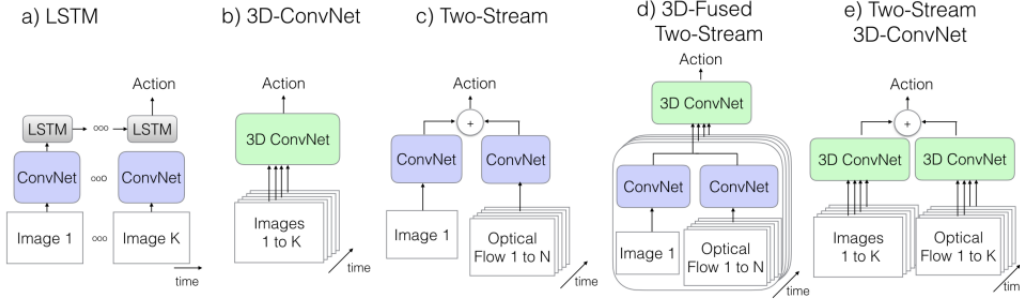 a) LSTM
Action
LSTM
LSTM
ConvNet
ConvNet
Image 1
Image K
time
b) 3D-ConvNet
Action
3D ConvNet
Images
1 to K
time
c) Two-Stream
Action
+
ConvNet
ConvNet
Image 1
Optical
Flow 1 to N
time
d) 3D-Fused
Two-Stream
Action
3D ConvNet
ConvNet
ConvNet
Image 1
Optical
Flow 1 to N
time
e) Two-Stream
3D-ConvNet
Action
+
3D ConvNet
3D ConvNet
Images
1 to K
Optical
Flow 1 to K
time